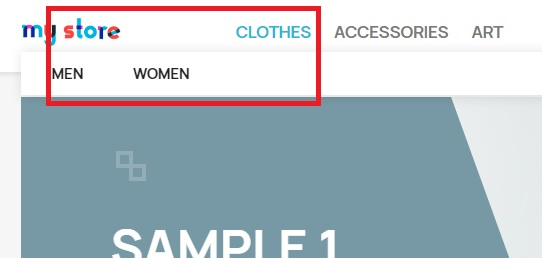 my store CLOTHES ACCESSORIES ART
MEN WOMEN
SAMPLE 1